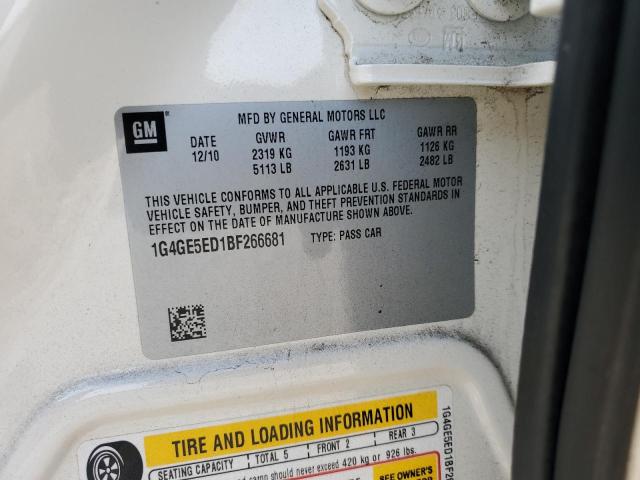 GM
MFD BY GENERAL MOTORS LLC
DATE GVWR GAWR FRT GAWR RR
12/10 2319 KG 1193 KG 1126 KG
5113 LB 2631 LB 2482 LB
THIS VEHICLE CONFORMS TO ALL APPLICABLE U.S. FEDERAL MOTOR
VEHICLE SAFETY, BUMPER, AND THEFT PREVENTION STANDARDS IN
EFFECT ON THE DATE OF MANUFACTURE SHOWN ABOVE.
1G4GE5ED1BF266681 TYPE: PASS CAR
TIRE AND LOADING INFORMATION
SEATING CAPACITY TOTAL 5 FRONT 2 REAR 3
should never exceed 420 kg or 926 lbs.
SEE OWNER'S